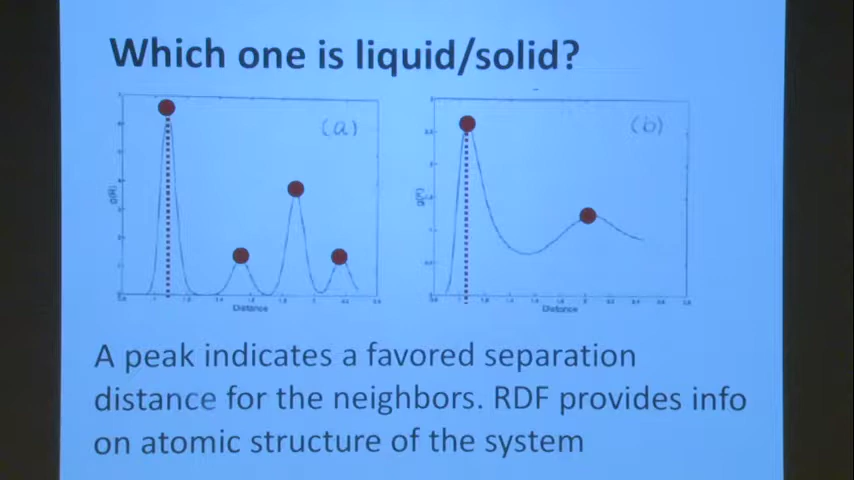 Which one is liquid/solid?
(a)
(b)
g(R)
Distance
Distance
A peak indicates a favored separation
distance for the neighbors. RDF provides info
on atomic structure of the system